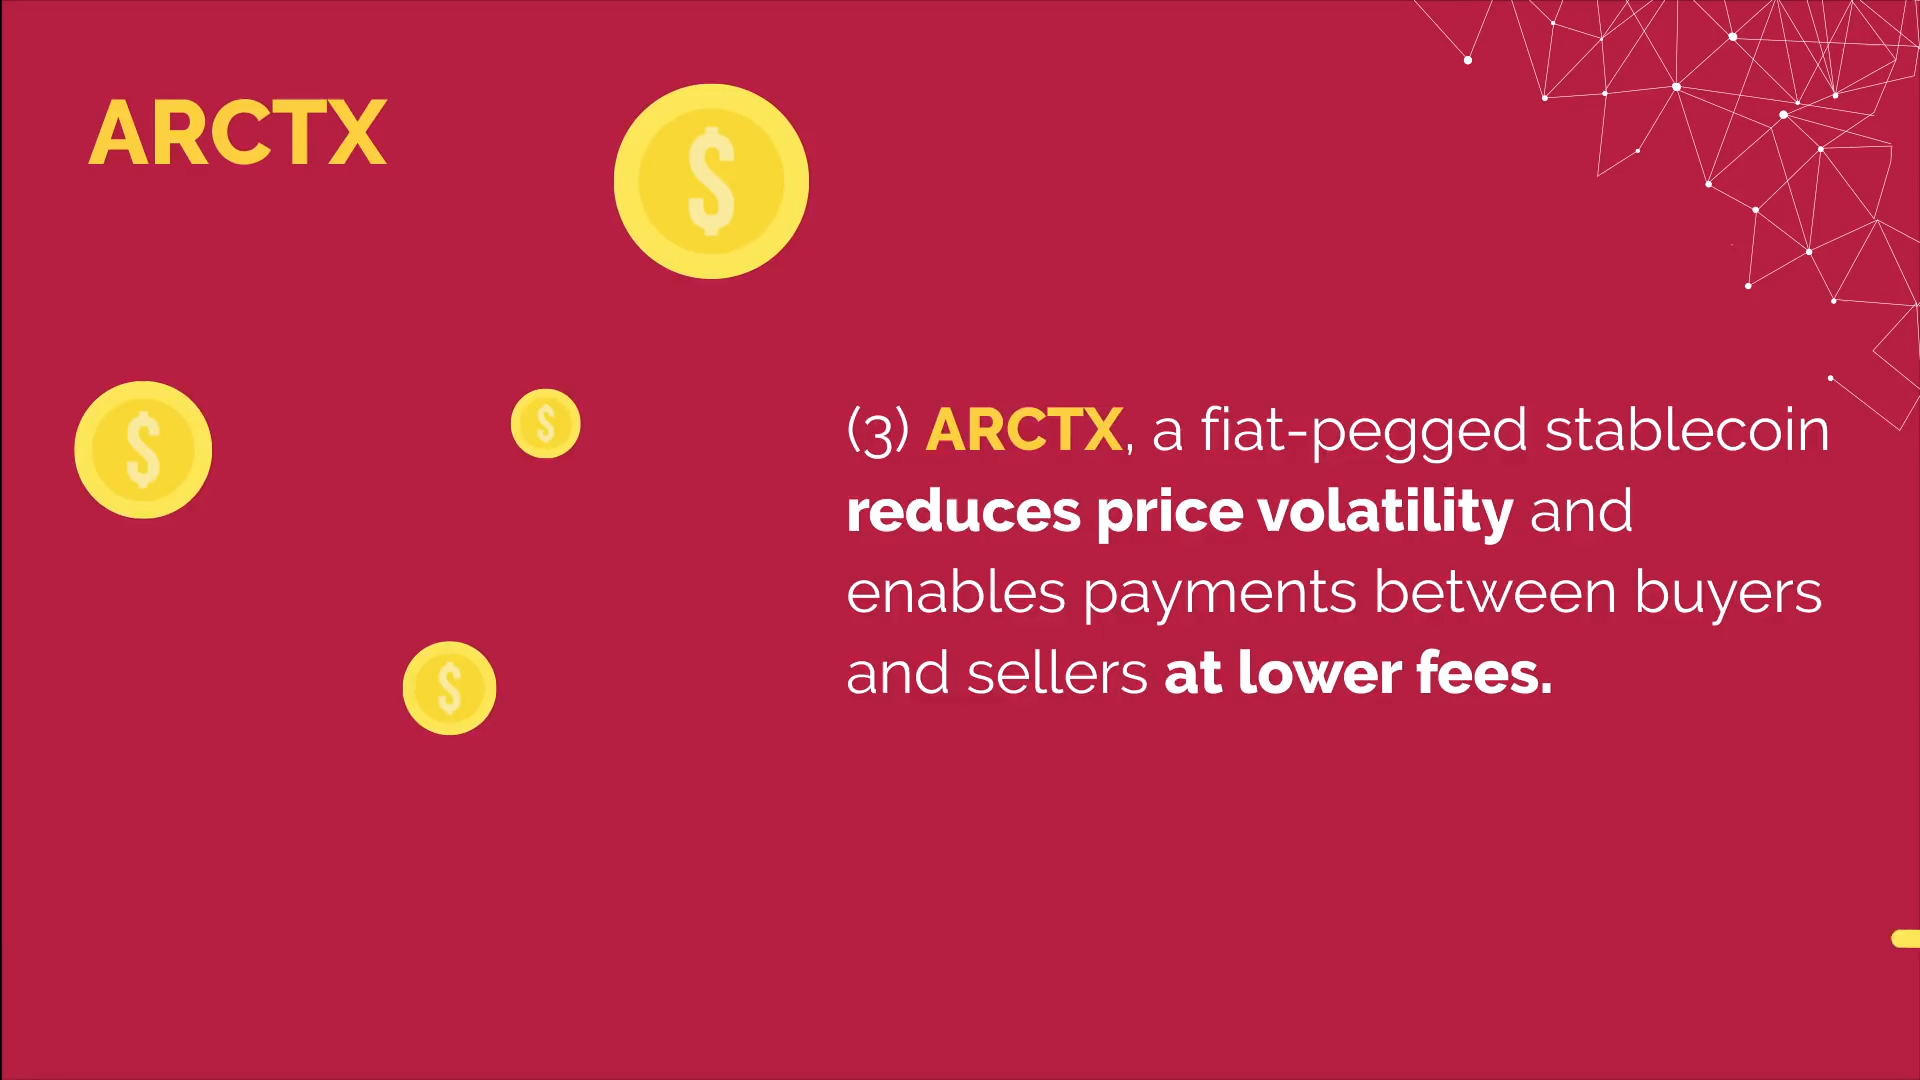 ARCTX
$
$
$
$
(3) ARCTX, a fiat-pegged stablecoin
reduces price volatility and
enables payments between buyers
and sellers at lower fees.